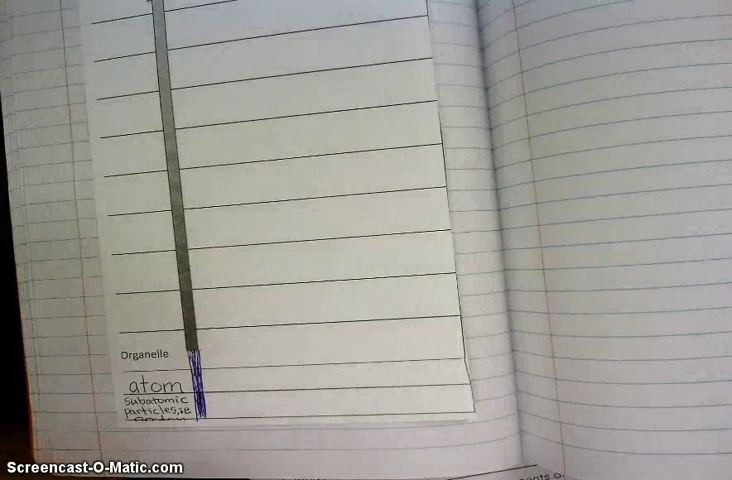 Organelle
atom
subatomic
particles, ie
Screencast-O-Matic.com